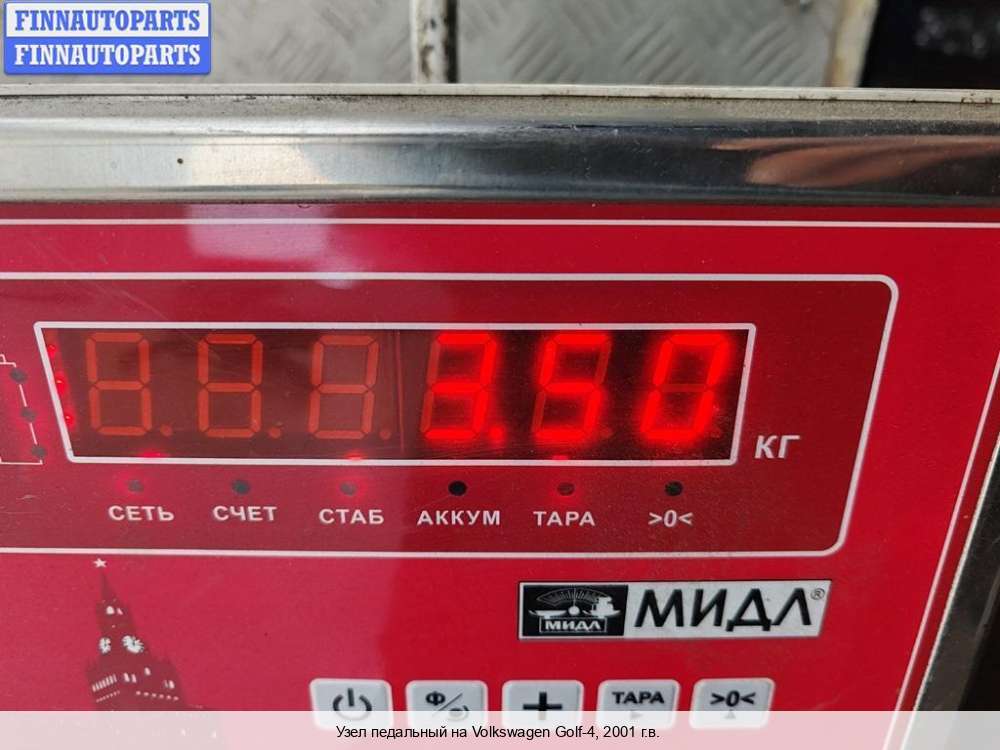 FINNAUTOPARTS
FINNAUTOPARTS
3.50
КГ
СЕТЬ СЧЕТ СТАБ АККУМ ТАРА >0<
МИДЛ МИДЛ®
Ф/ + ТАРА >0<
Узел педальный на Volkswagen Golf-4, 2001 г.в.